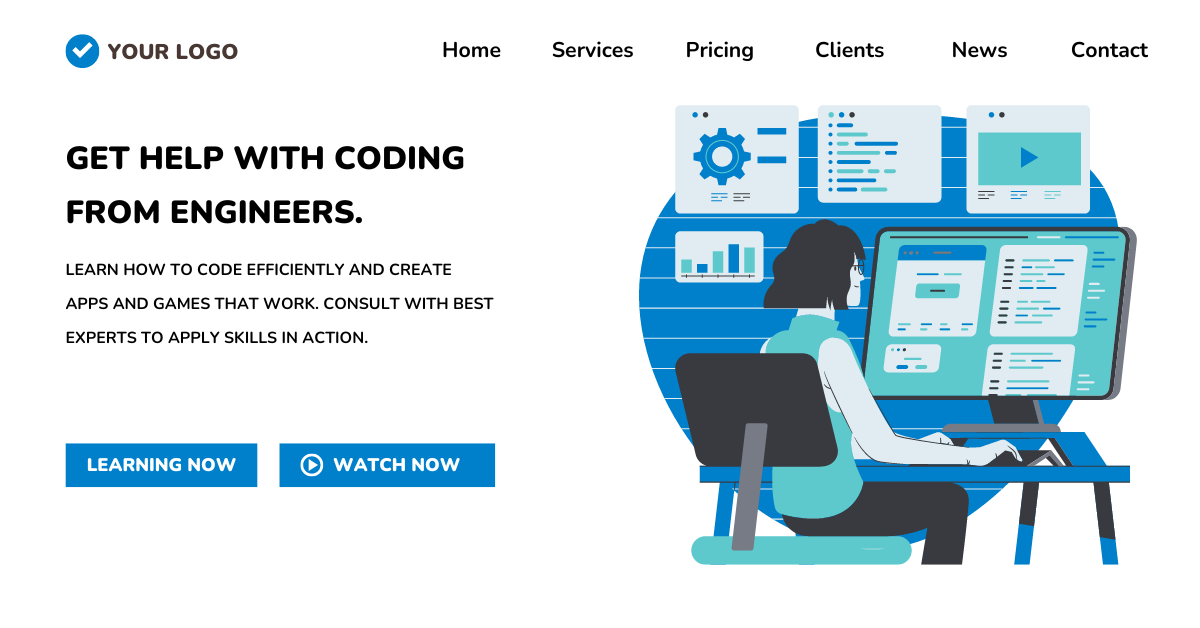 YOUR LOGO
Home Services Pricing Clients News Contact
GET HELP WITH CODING
FROM ENGINEERS.
LEARN HOW TO CODE EFFICIENTLY AND CREATE
APPS AND GAMES THAT WORK. CONSULT WITH BEST
EXPERTS TO APPLY SKILLS IN ACTION.
LEARNING NOW
WATCH NOW